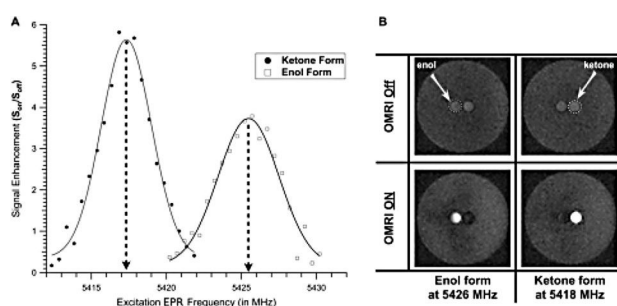 A
Signal Enhancement (Son/Soff)
6
5
4
3
2
1
0
Ketone Form
Enol Form
5415
5420
5425
5430
Excitation EPR Frequency (in MHz)
B
OMRI Off
enol
ketone
OMRI ON
Enol form
at 5426 MHz
Ketone form
at 5418 MHz